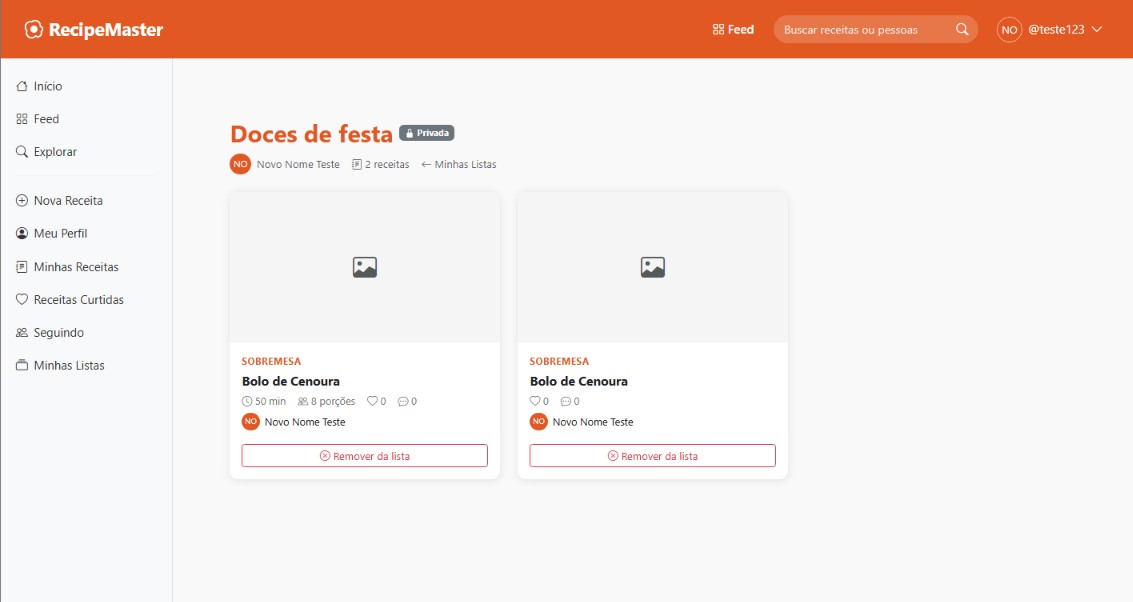 RecipeMaster
Feed
Buscar receitas ou pessoas
NO @teste123
Início
Feed
Explorar
Nova Receita
Meu Perfil
Minhas Receitas
Receitas Curtidas
Seguindo
Minhas Listas
Doces de festa Privada
NO Novo Nome Teste 2 receitas ← Minhas Listas
SOBREMESA
Bolo de Cenoura
50 min 8 porções 0 0
NO Novo Nome Teste
Remover da lista
SOBREMESA
Bolo de Cenoura
0 0
NO Novo Nome Teste
Remover da lista